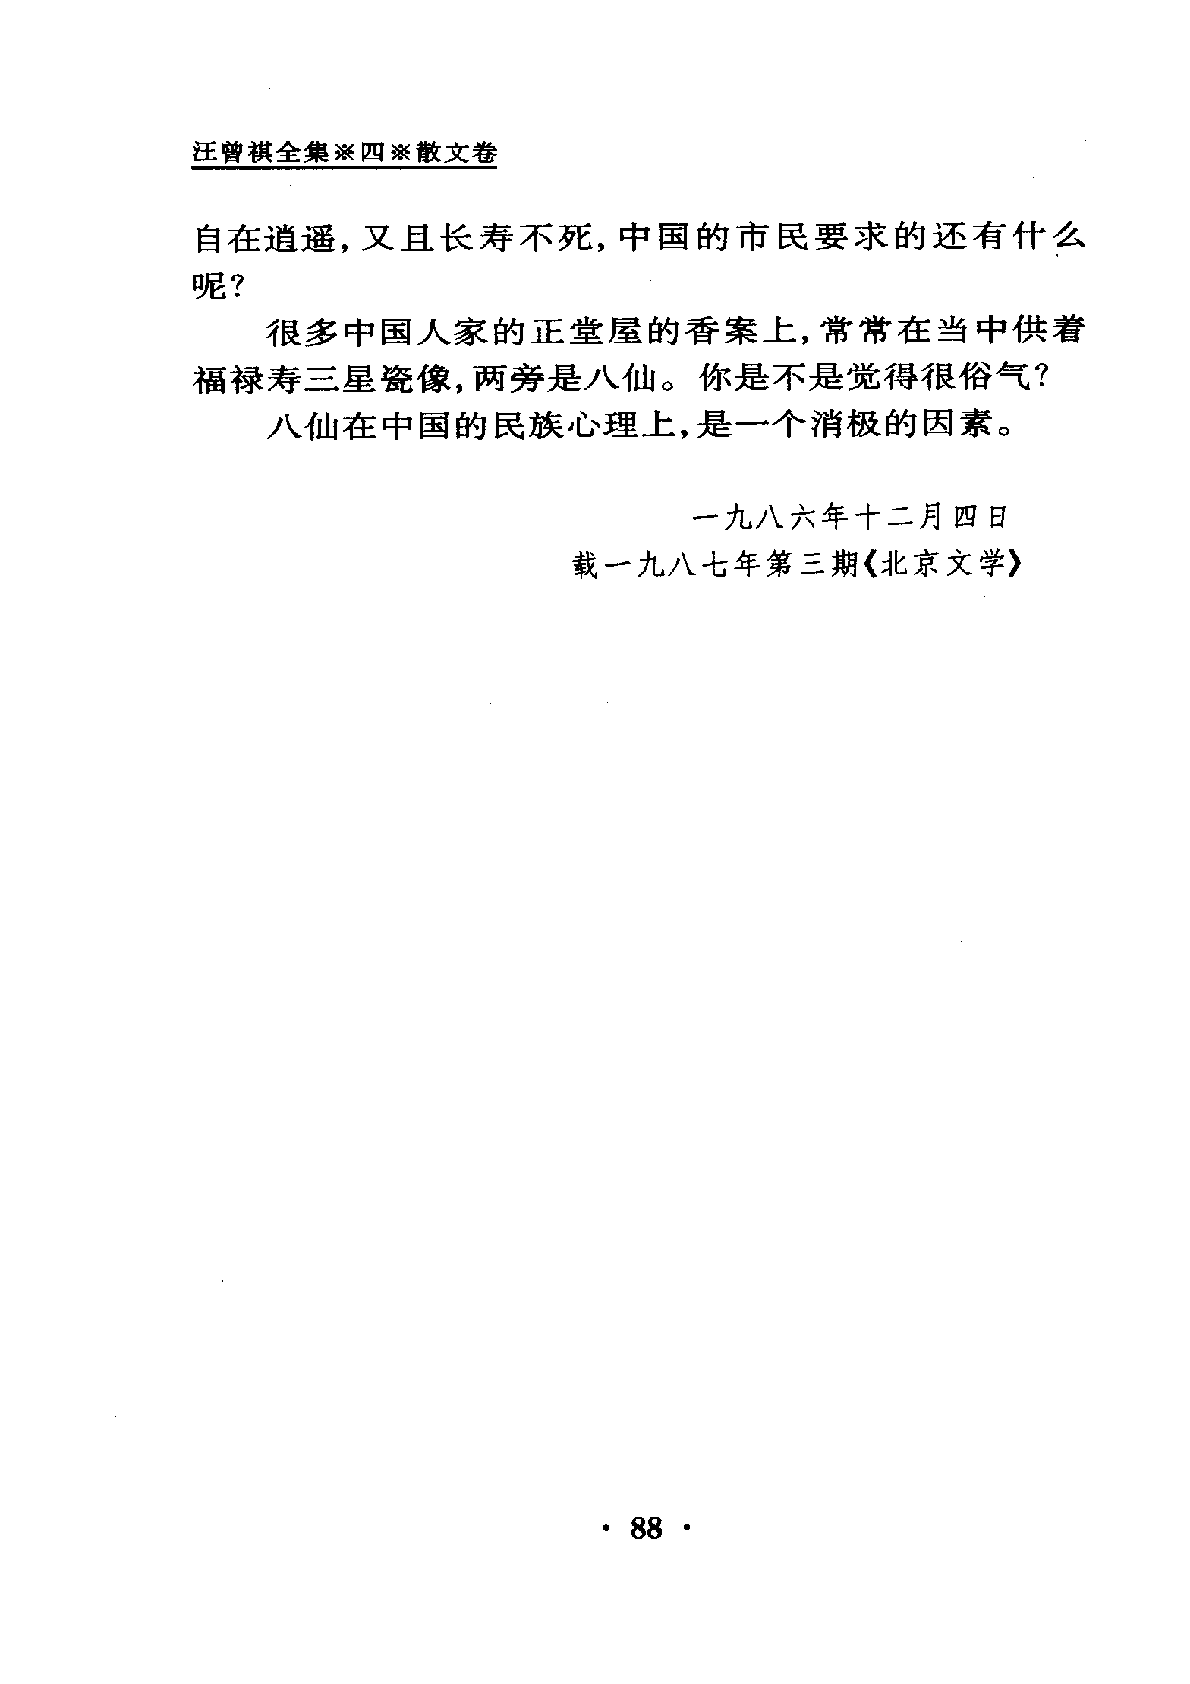 汪曾祺全集※四※散文卷
自在逍遥，又且长寿不死，中国的市民要求的还有什么
呢？
很多中国人家的正堂屋的香案上，常常在当中供着
福禄寿三星瓷像，两旁是八仙。你是不是觉得很俗气？
八仙在中国的民族心理上，是一个消极的因素。
一九八六年十二月四日
载一九八七年第三期《北京文学》
· 88 ·